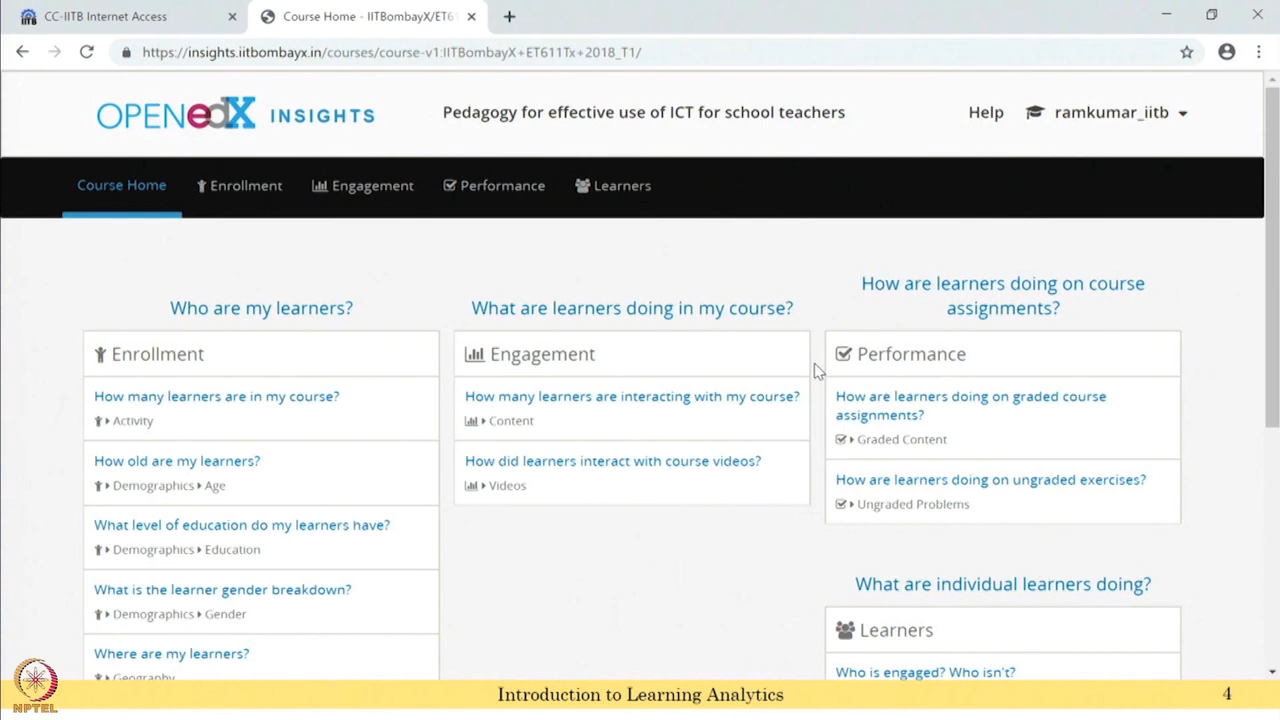 CC-IITB Internet Access
Course Home - IITBombayX/ET61
https://insights.iitbombayx.in/courses/course-v1:IITBombayX+ET611Tx+2018_T1/
OPENedX INSIGHTS
Pedagogy for effective use of ICT for school teachers
Help
ramkumar_iitb
Course Home
Enrollment
Engagement
Performance
Learners
Who are my learners?
Enrollment
How many learners are in my course?
Activity
How old are my learners?
Demographics Age
What level of education do my learners have?
Demographics Education
What is the learner gender breakdown?
Demographics Gender
Where are my learners?
Geography
What are learners doing in my course?
Engagement
How many learners are interacting with my course?
Content
How did learners interact with course videos?
Videos
How are learners doing on course
assignments?
Performance
How are learners doing on graded course
assignments?
Graded Content
How are learners doing on ungraded exercises?
Ungraded Problems
What are individual learners doing?
Learners
Who is engaged? Who isn't?
NPTEL
Introduction to Learning Analytics
4